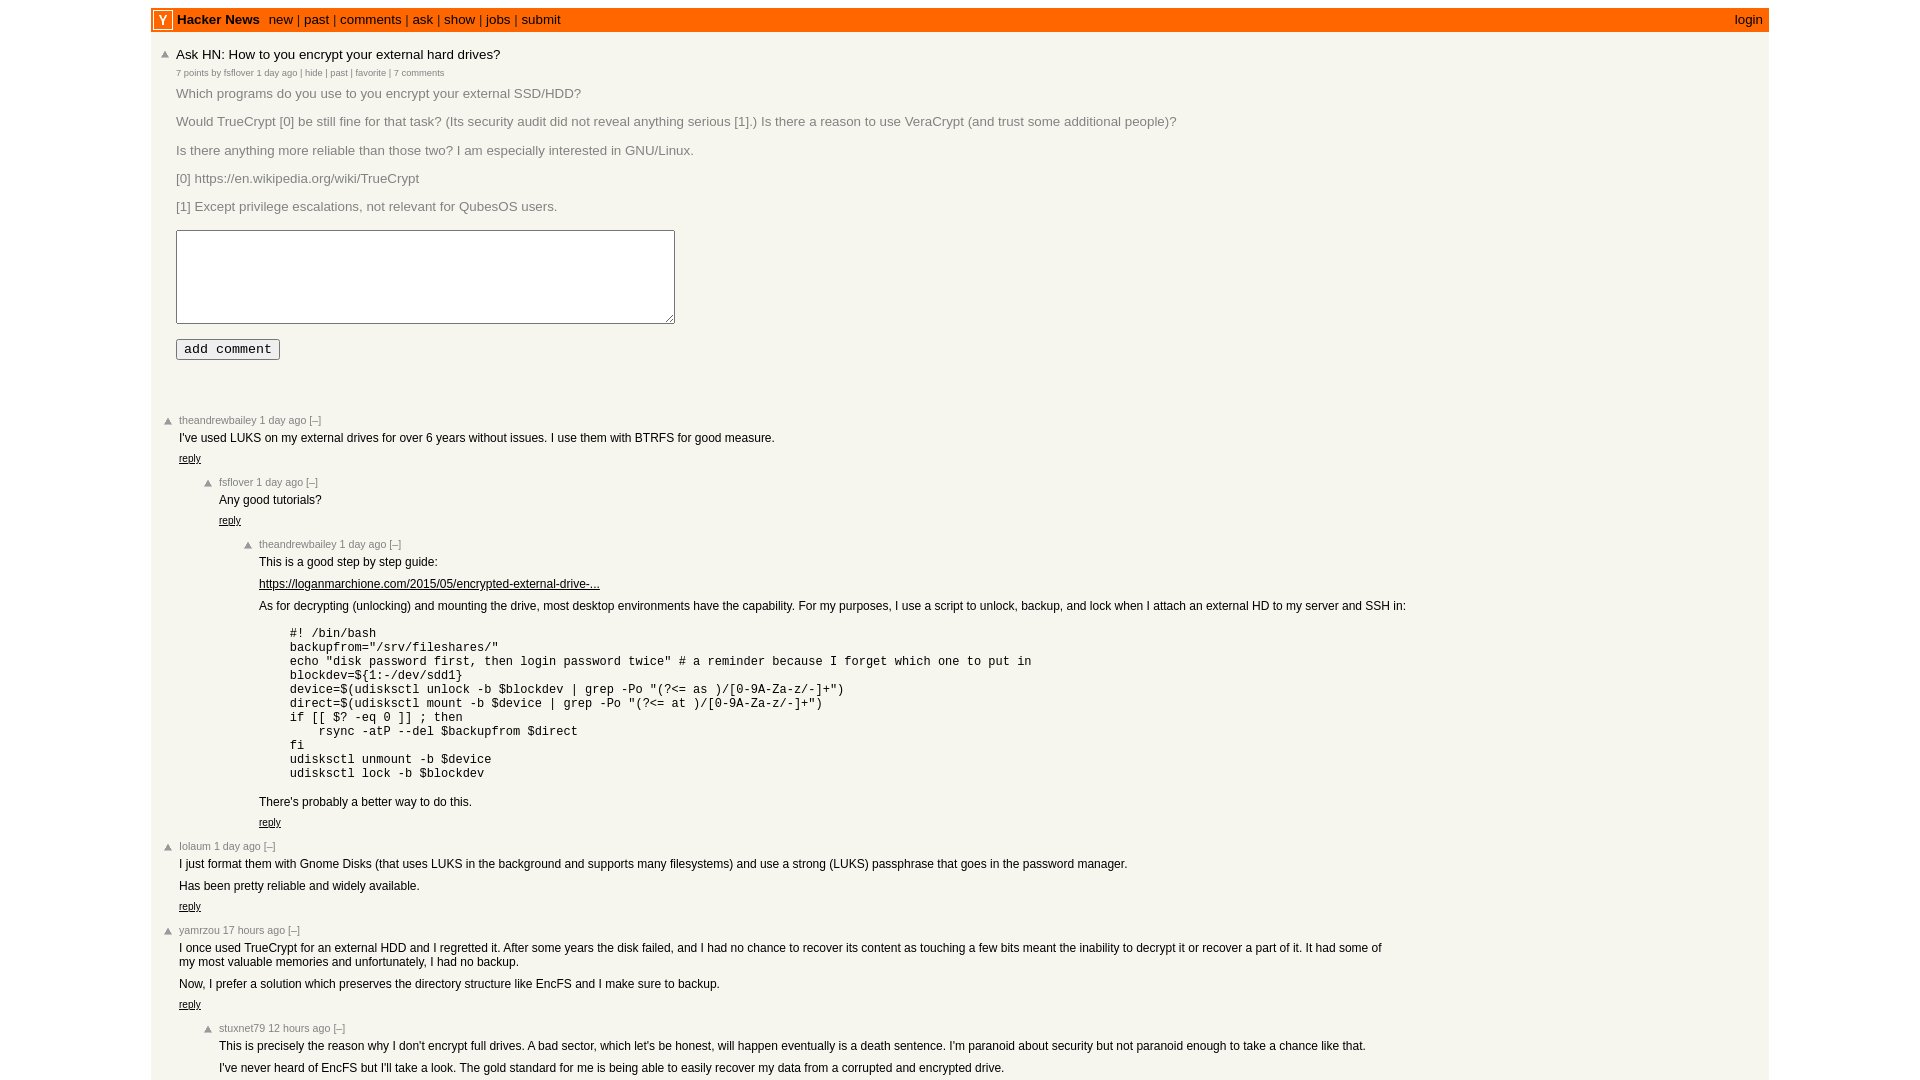 Y Hacker News new | past | comments | ask | show | jobs | submit login
Ask HN: How to you encrypt your external hard drives?
7 points by fsflover 1 day ago | hide | past | favorite | 7 comments
Which programs do you use to you encrypt your external SSD/HDD?
Would TrueCrypt [0] be still fine for that task? (Its security audit did not reveal anything serious [1].) Is there a reason to use VeraCrypt (and trust some additional people)?
Is there anything more reliable than those two? I am especially interested in GNU/Linux.
[0] https://en.wikipedia.org/wiki/TrueCrypt
[1] Except privilege escalations, not relevant for QubesOS users.
add comment
theandrewbailey 1 day ago [–]
I've used LUKS on my external drives for over 6 years without issues. I use them with BTRFS for good measure.
reply
fsflover 1 day ago [–]
Any good tutorials?
reply
theandrewbailey 1 day ago [–]
This is a good step by step guide:
https://loganmarchione.com/2015/05/encrypted-external-drive-...
As for decrypting (unlocking) and mounting the drive, most desktop environments have the capability. For my purposes, I use a script to unlock, backup, and lock when I attach an external HD to my server and SSH in:
#! /bin/bash
backupfrom="/srv/fileshares/"
echo "disk password first, then login password twice" # a reminder because I forget which one to put in
blockdev=${1:-/dev/sdd1}
device=$(udisksctl unlock -b $blockdev | grep -Po "(?<= as )/[0-9A-Za-z/-]+")
direct=$(udisksctl mount -b $device | grep -Po "(?<= at )/[0-9A-Za-z/-]+")
if [[ $? -eq 0 ]] ; then
    rsync -atP --del $backupfrom $direct
fi
udisksctl unmount -b $device
udisksctl lock -b $blockdev
There's probably a better way to do this.
reply
lolaum 1 day ago [–]
I just format them with Gnome Disks (that uses LUKS in the background and supports many filesystems) and use a strong (LUKS) passphrase that goes in the password manager.
Has been pretty reliable and widely available.
reply
yamrzou 17 hours ago [–]
I once used TrueCrypt for an external HDD and I regretted it. After some years the disk failed, and I had no chance to recover its content as touching a few bits meant the inability to decrypt it or recover a part of it. It had some of
my most valuable memories and unfortunately, I had no backup.
Now, I prefer a solution which preserves the directory structure like EncFS and I make sure to backup.
reply
stuxnet79 12 hours ago [–]
This is precisely the reason why I don't encrypt full drives. A bad sector, which let's be honest, will happen eventually is a death sentence. I'm paranoid about security but not paranoid enough to take a chance like that.
I've never heard of EncFS but I'll take a look. The gold standard for me is being able to easily recover my data from a corrupted and encrypted drive.